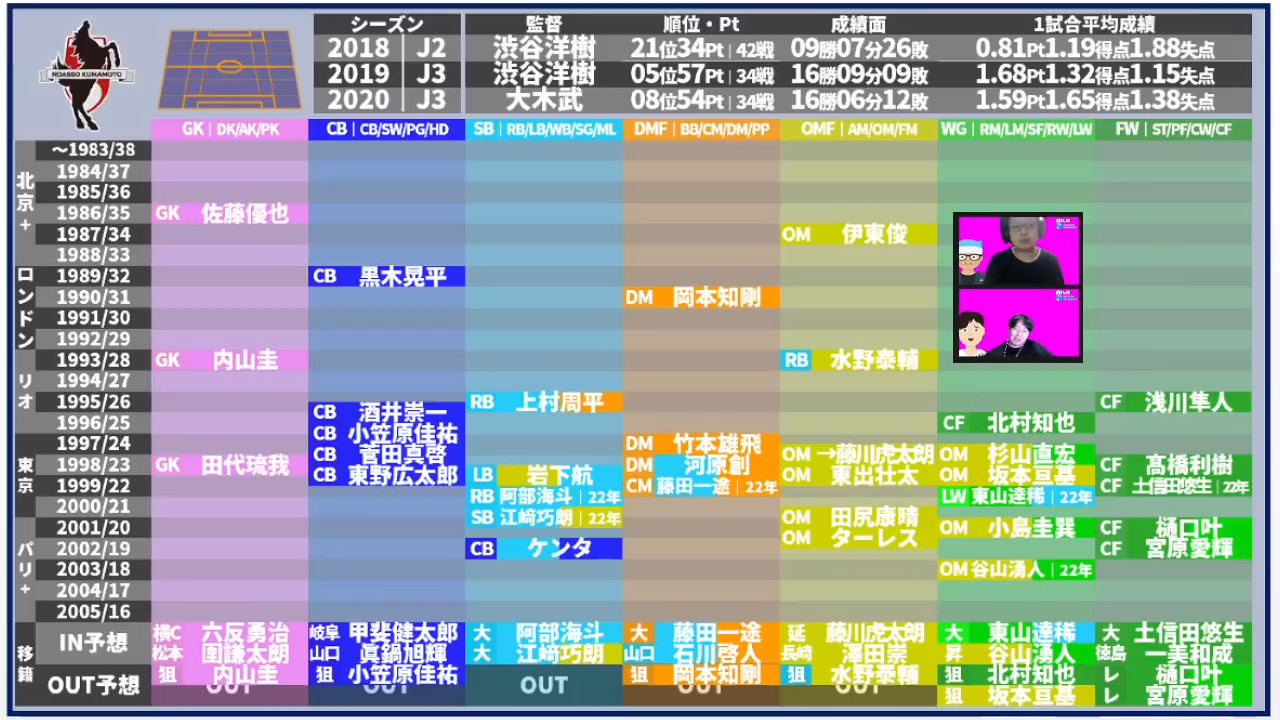 ROASSO KUMAMOTO
シーズン 監督 順位・Pt 成績面 1試合平均成績
2018 | J2 渋谷洋樹 21位34Pt | 42戦 09勝07分26敗 0.81Pt1.19得点1.88失点
2019 | J3 渋谷洋樹 05位57Pt | 34戦 16勝09分09敗 1.68Pt1.32得点1.15失点
2020 | J3 大木武 08位54Pt | 34戦 16勝06分12敗 1.59Pt1.65得点1.38失点
GK | DK/AK/PK CB | CB/SW/PG/HD SB | RB/LB/WB/SG/ML DMF | BB/CM/DM/PP OMF | AM/OM/FM WG | RM/LM/SF/RW/LW FW | ST/PF/CW/CF
北京+
～1983/38
1984/37
1985/36
1986/35 GK 佐藤優也
1987/34 OM 伊東俊
1988/33
ロンドン
1989/32 CB 黒木晃平
1990/31 DM 岡本知剛
1991/30
1992/29
リオ
1993/28 GK 内山圭 RB 水野泰輔
1994/27
1995/26 RB 上村周平 CF 浅川隼人
CB 酒井崇一
1996/25 CF 北村知也
CB 小笠原佳祐
東京
1997/24 CB 菅田真啓 DM 竹本雄飛 OM →藤川虎太朗 OM 杉山直宏
1998/23 GK 田代琉我 CB 東野広太郎 LB 岩下航 DM 河原創 OM 東出壮太 OM 坂本亘基 CF 髙橋利樹
1999/22 RB 阿部海斗 | 22年 CM 藤田一途 | 22年 LW 東山達稀 | 22年 CF 土信田悠生 | 22年
2000/21 SB 江﨑巧朗 | 22年 OM 田尻康晴
パリ+
2001/20 OM ターレス OM 小島圭巽 CF 樋口叶
2002/19 CB ケンタ CF 宮原愛輝
2003/18 OM 谷山湧人 | 22年
2004/17
2005/16
移籍
IN予想
横C 六反勇治 岐阜 甲斐健太郎 大 阿部海斗 大 藤田一途 延 藤川虎太朗 大 東山達稀 大 土信田悠生
松本 圍謙太朗 山口 眞鍋旭輝 大 江﨑巧朗 山口 石川啓人 長崎 澤田崇 昇 谷山湧人 徳島 一美和成
OUT予想
狙 内山圭 狙 小笠原佳祐 OUT 狙 岡本知剛 狙 水野泰輔 狙 北村知也 レ 樋口叶
OUT OUT OUT OUT 狙 坂本亘基 レ 宮原愛輝